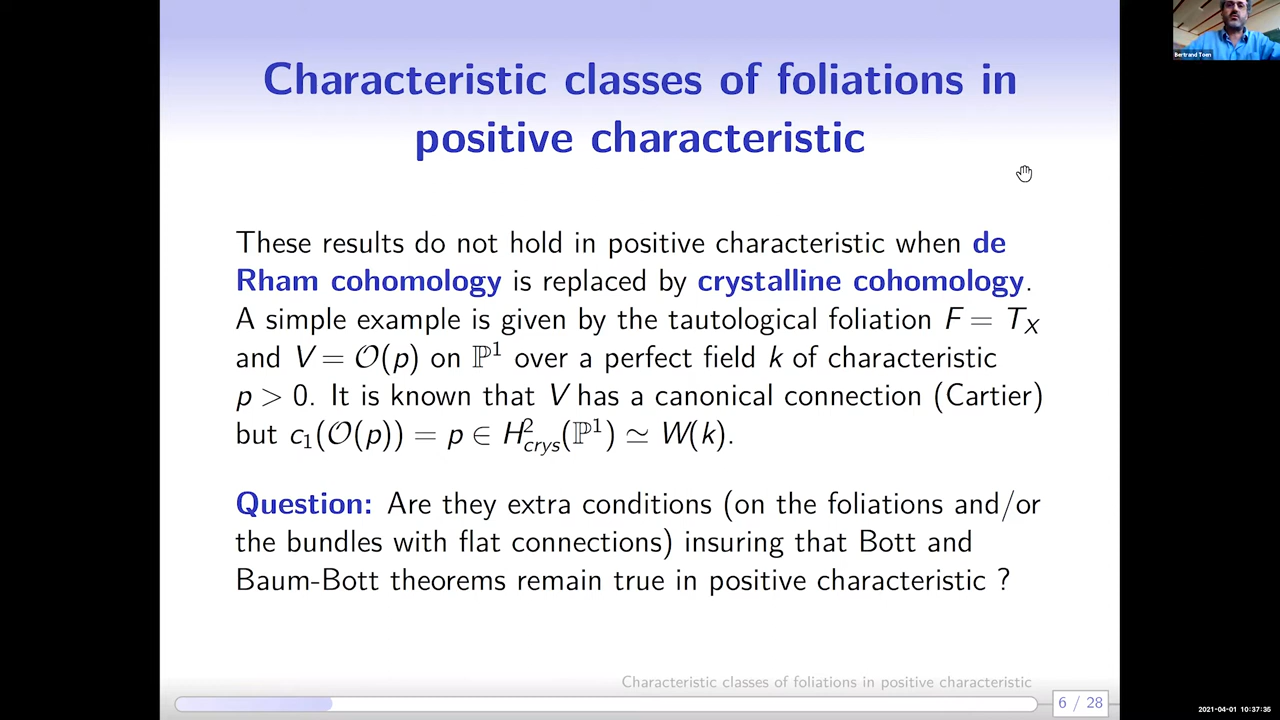 Bertrand Toen
Characteristic classes of foliations in
positive characteristic
These results do not hold in positive characteristic when de
Rham cohomology is replaced by crystalline cohomology.
A simple example is given by the tautological foliation F = T_X
and V = 𝒪(p) on ℙ¹ over a perfect field k of characteristic
p > 0. It is known that V has a canonical connection (Cartier)
but c₁(𝒪(p)) = p ∈ H²_crys(ℙ¹) ≃ W(k).
Question: Are they extra conditions (on the foliations and/or
the bundles with flat connections) insuring that Bott and
Baum-Bott theorems remain true in positive characteristic ?
Characteristic classes of foliations in positive characteristic
6 / 28
2021-04-01 10:37:35